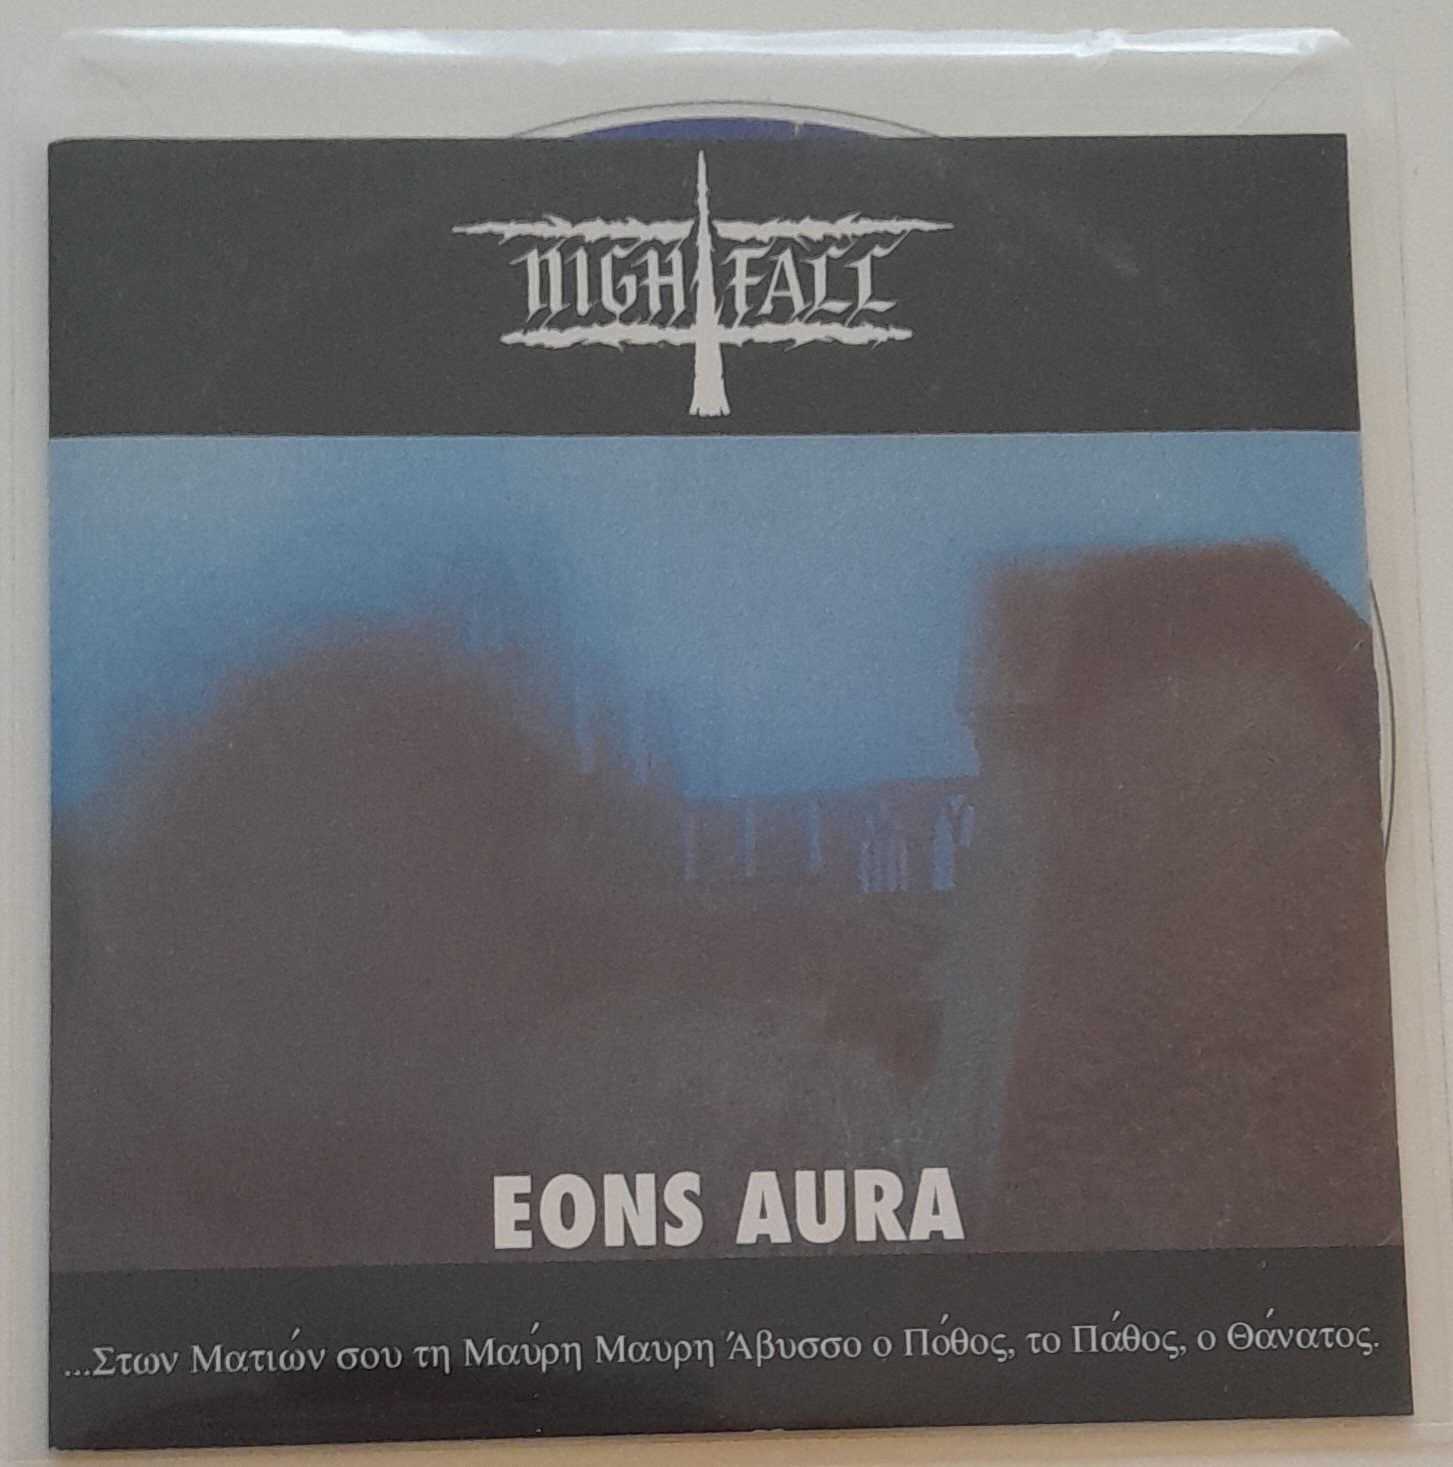 NIGHTFALL
EONS AURA
...Στων Ματιών σου τη Μαύρη Μαυρη Άβυσσο ο Πόθος, το Πάθος, ο Θάνατος.